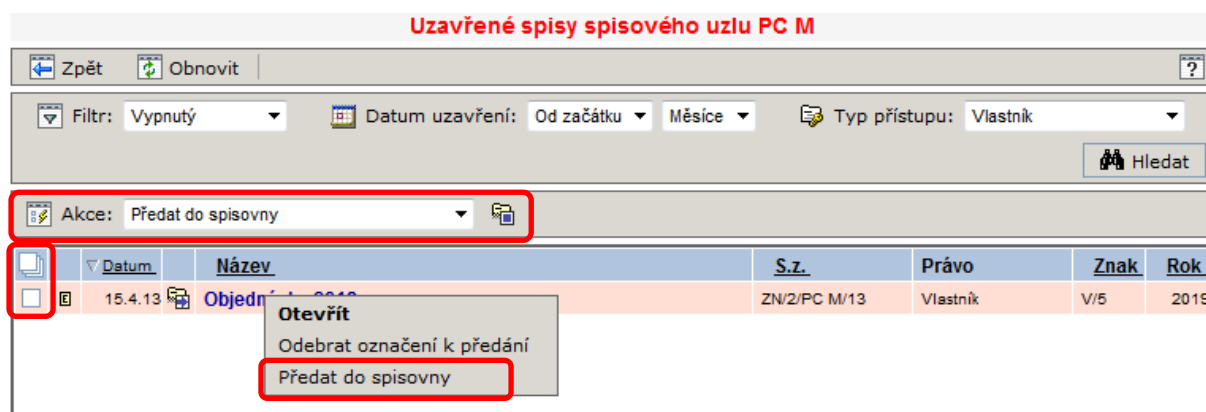 Uzavřené spisy spisového uzlu PC M
Zpět Obnovit ?
Filtr: Vypnutý Datum uzavření: Od začátku Měsíce Typ přístupu: Vlastník
Hledat
Akce: Předat do spisovny
Datum Název S.z. Právo Znak Rok
E 15.4.13 ZN/2/PC M/13 Vlastník V/5 2019
Otevřít
Odebrat označení k předání
Předat do spisovny